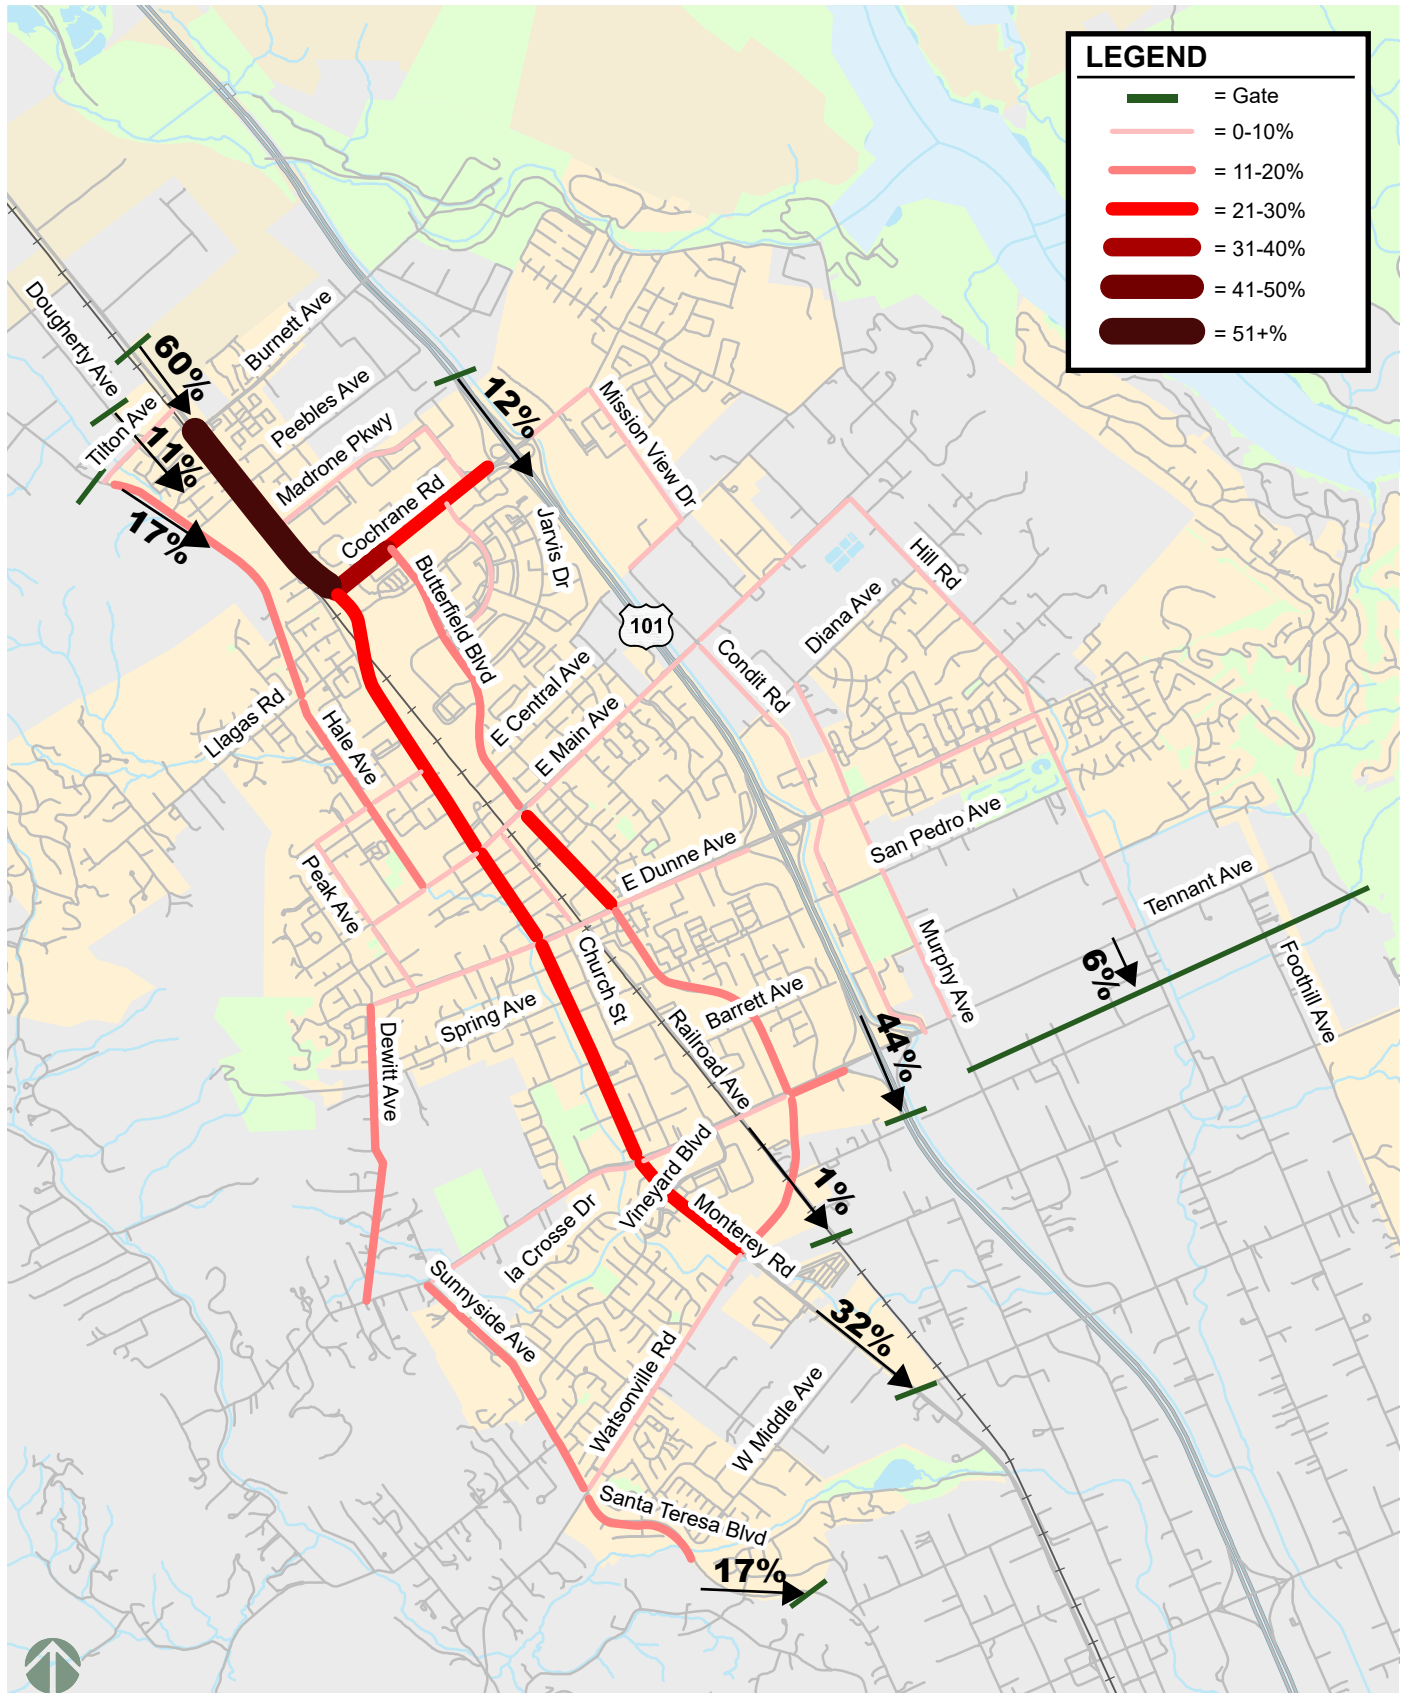 LEGEND
= Gate
= 0-10%
= 11-20%
= 21-30%
= 31-40%
= 41-50%
= 51+%
Dougherty Ave
60%
Burnett Ave
Tilton Ave
11%
Peebles Ave
12%
Mission View Dr
Madrone Pkwy
17%
Cochrane Rd
Jarvis Dr
Hill Rd
Butterfield Blvd
101
Diana Ave
Condit Rd
Llagas Rd
Hale Ave
E Central Ave
E Main Ave
San Pedro Ave
Peak Ave
E Dunne Ave
Tennant Ave
Murphy Ave
6%
Foothill Ave
Church St
Spring Ave
Barrett Ave
Railroad Ave
44%
Dewitt Ave
Vineyard Blvd
1%
Monterey Rd
la Crosse Dr
Sunnyside Ave
32%
Watsonville Rd
W Middle Ave
Santa Teresa Blvd
17%